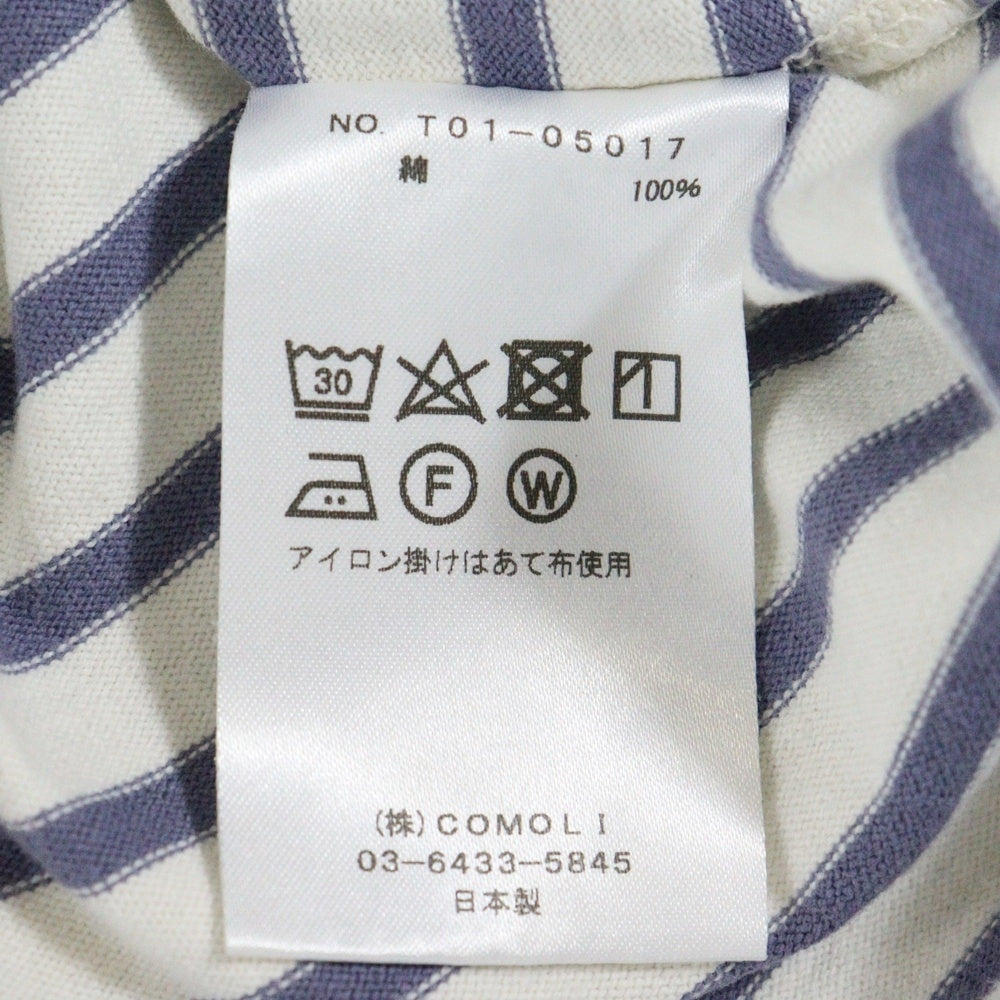 NO. T01-05017
綿 100%
30
F W
アイロン掛けはあて布使用
(株)COMOLI
03-6433-5845
日本製